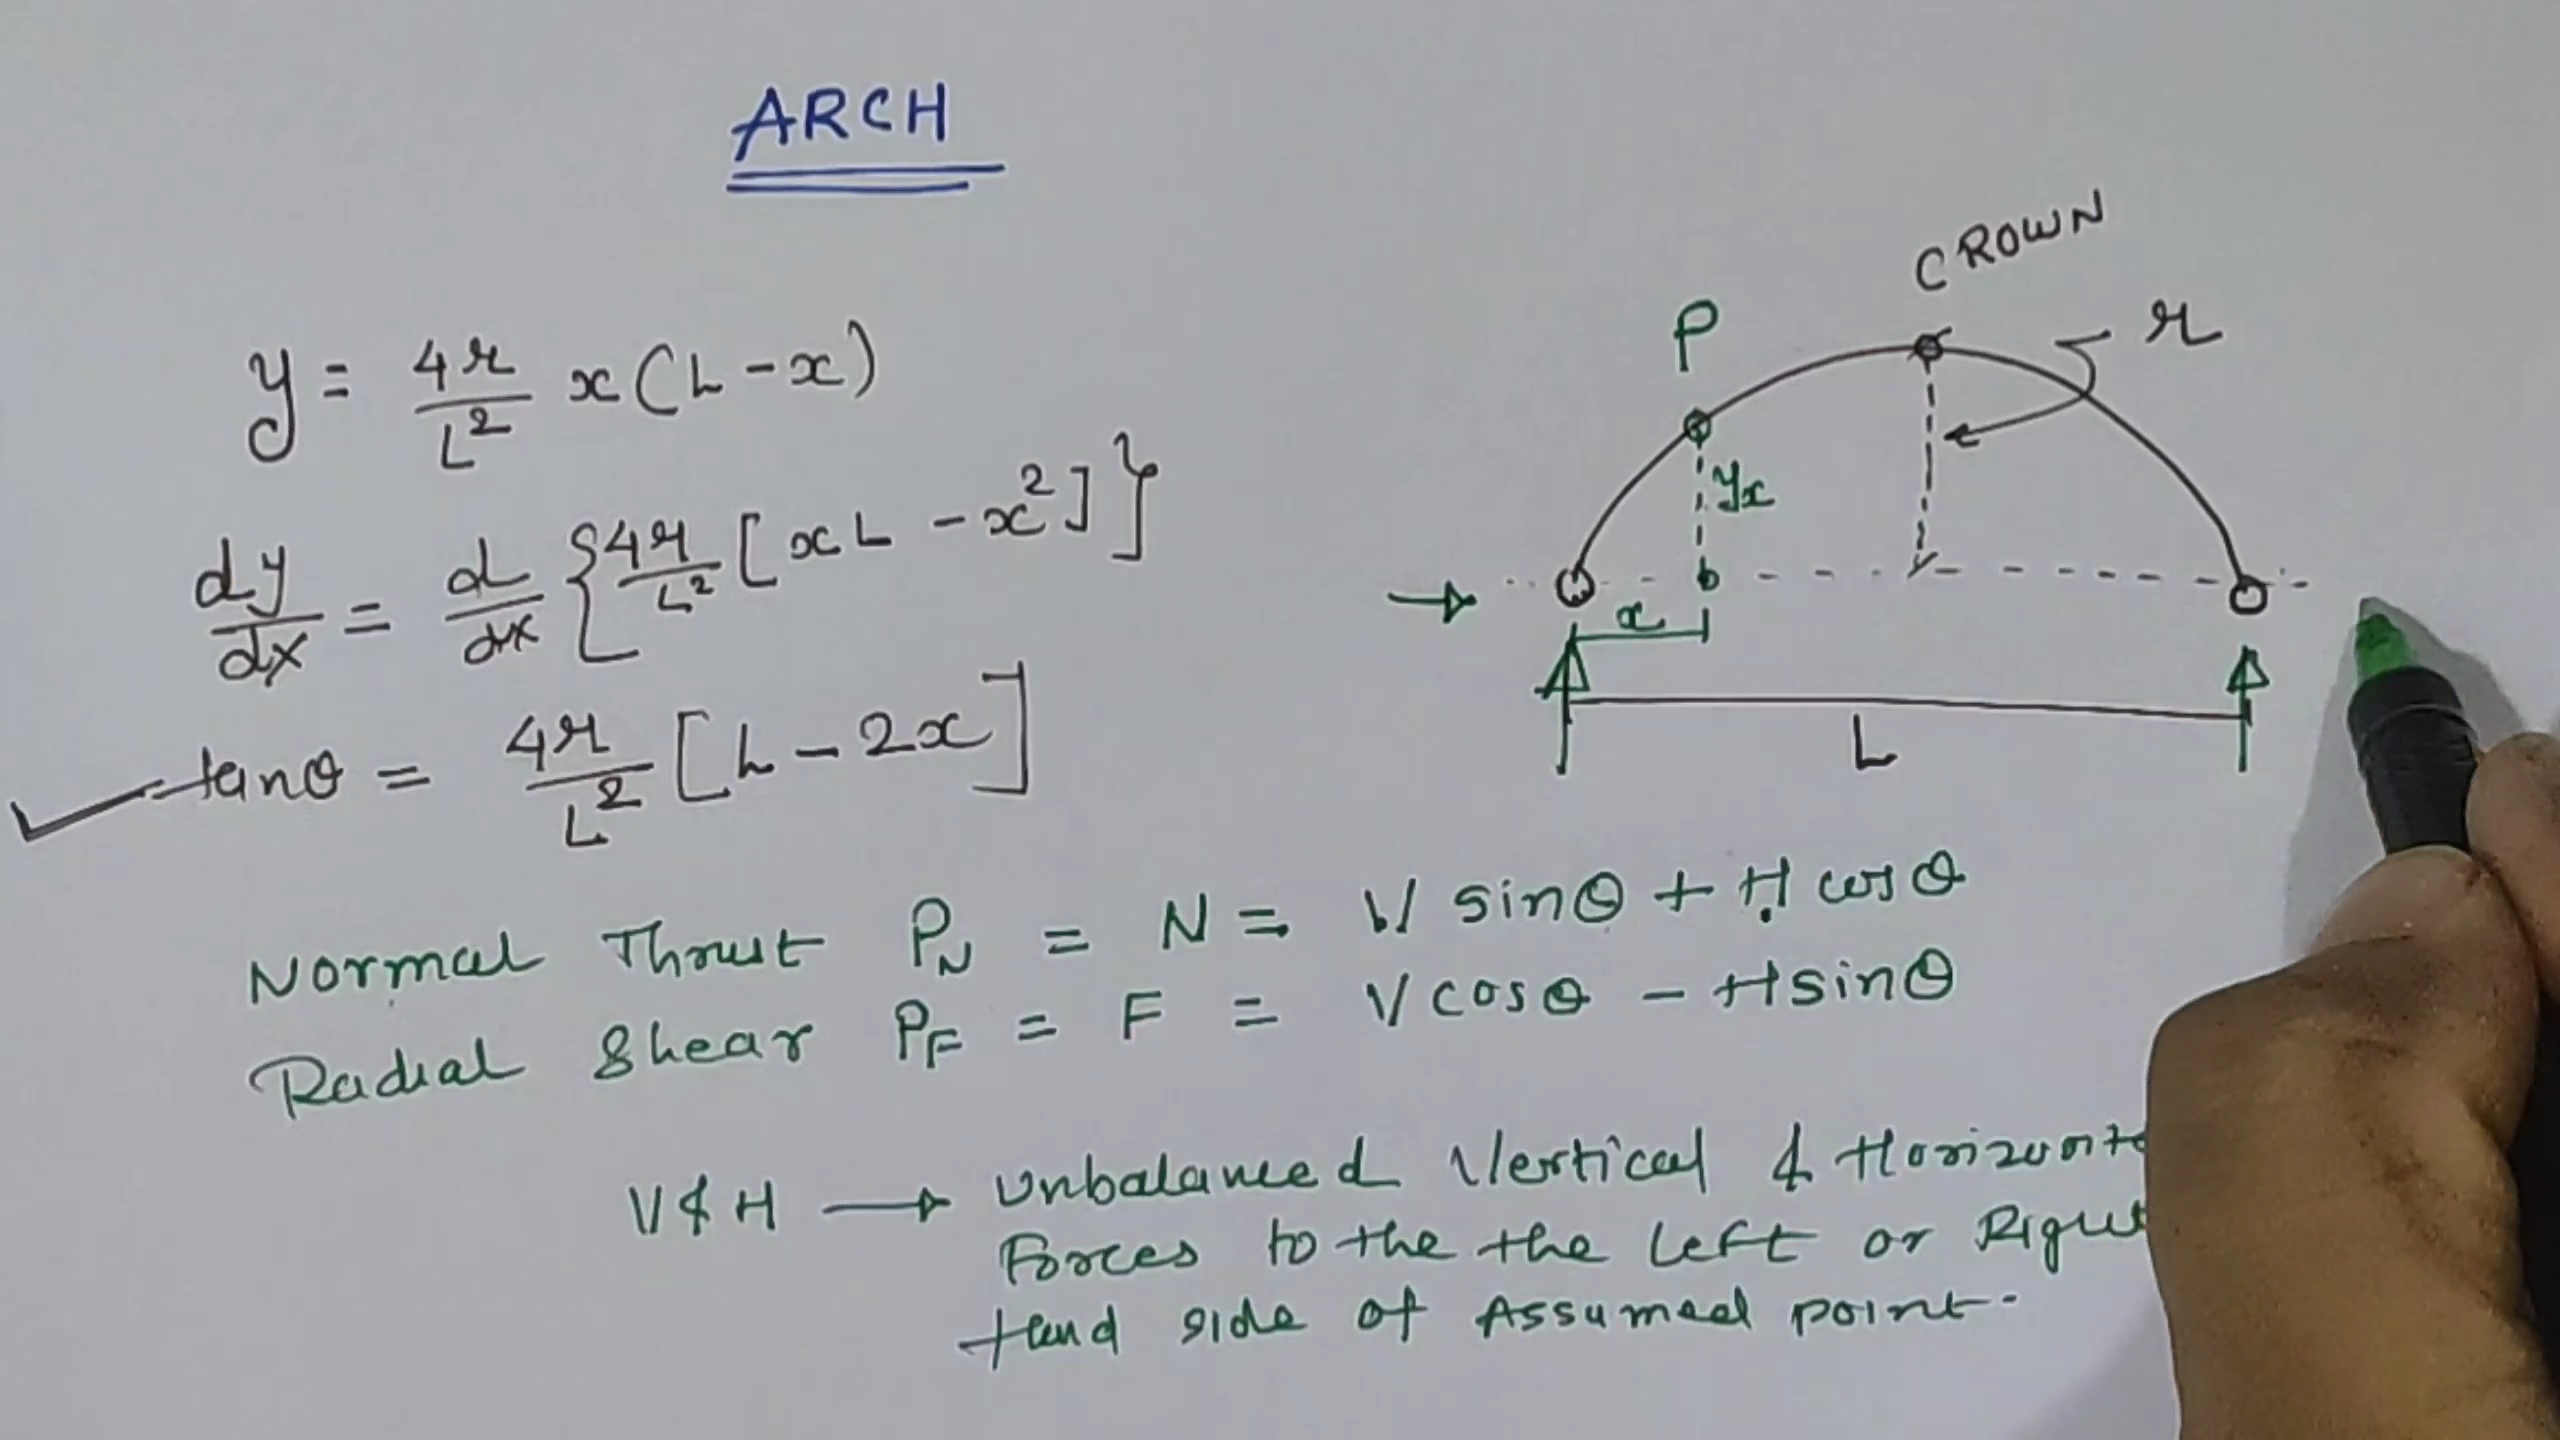 ARCH
y = 4r/L² x(L-x)
dy/dx = d/dx {4r/L² [xL - x²]}
tanθ = 4r/L² [L - 2x]
CROWN
r
P
yx
x
L
Normal Thrust PN = N = V sinθ + H cosθ
Radial Shear PF = F = V cosθ - H sinθ
V & H → Unbalanced Vertical & Horizonta
Forces to the the Left or Right
Hand side of Assumed point.